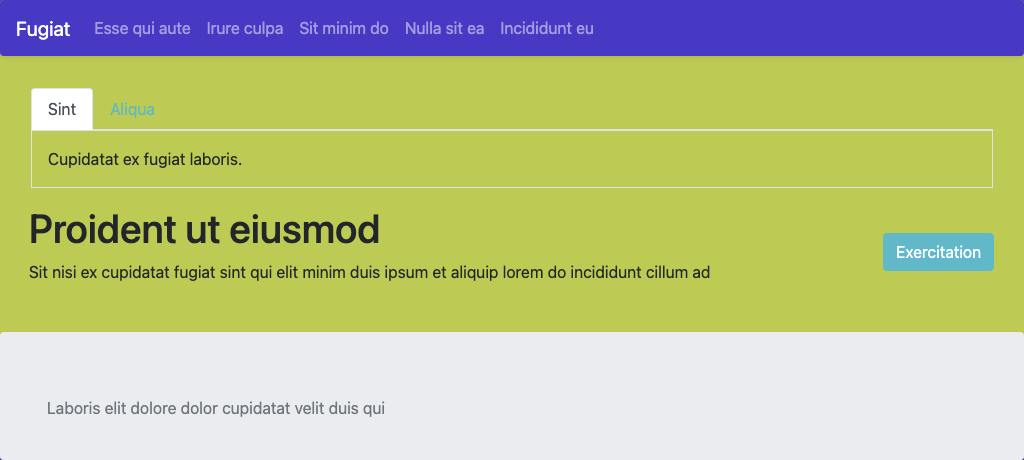 Fugiat Esse qui aute Irure culpa Sit minim do Nulla sit ea Incididunt eu
Sint Aliqua
Cupidatat ex fugiat laboris.
Proident ut eiusmod
Sit nisi ex cupidatat fugiat sint qui elit minim duis ipsum et aliquip lorem do incididunt cillum ad
Exercitation
Laboris elit dolore dolor cupidatat velit duis qui